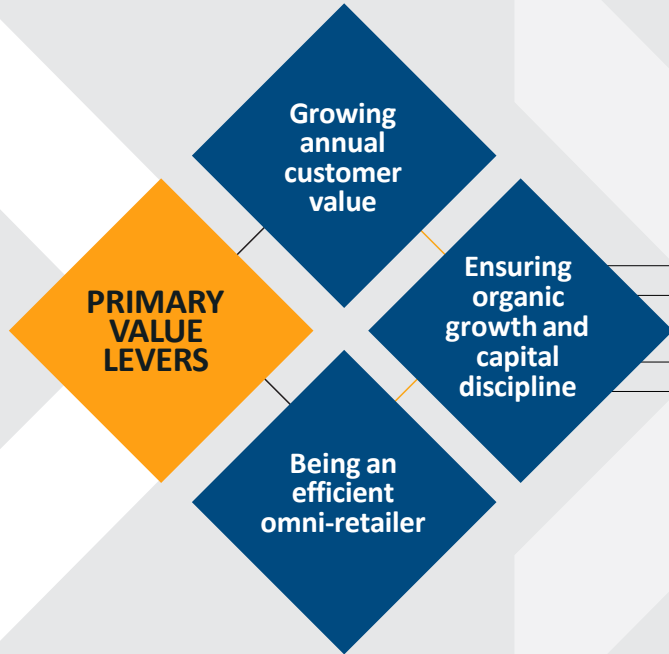 Growing
annual
customer
value
PRIMARY
VALUE
LEVERS
Ensuring
organic
growth and
capital
discipline
Being an
efficient
omni-retailer